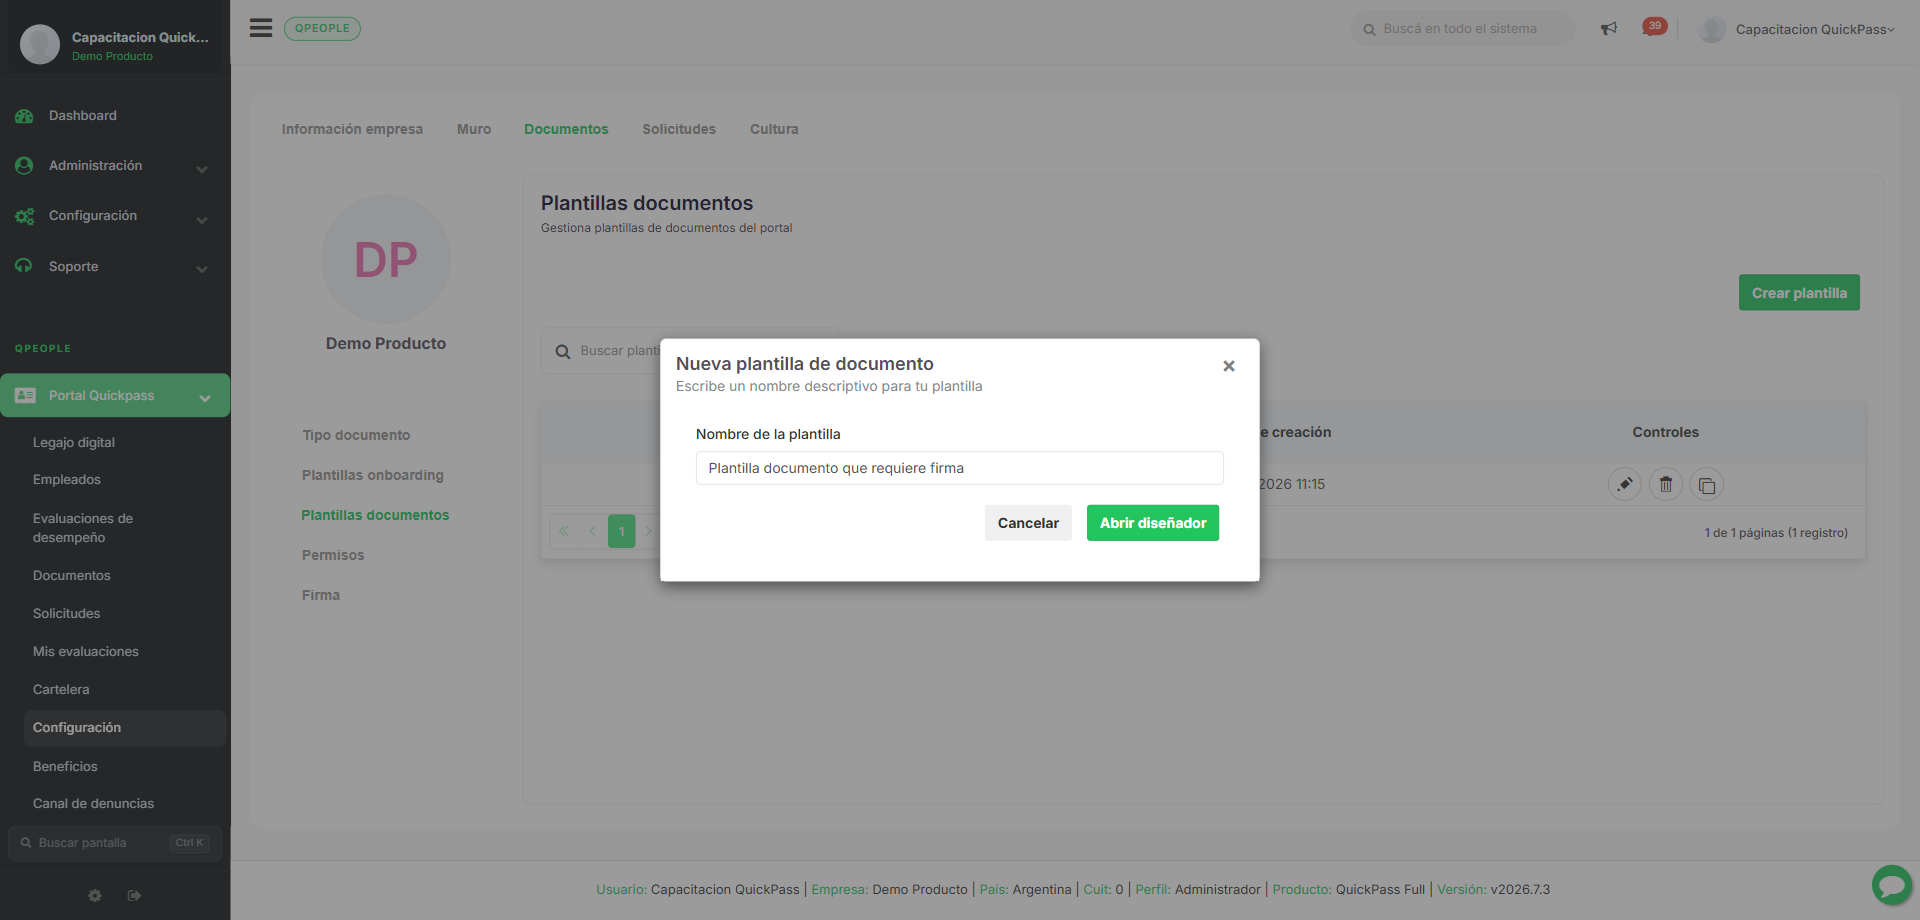 Capacitacion Quick...
Demo Producto
Dashboard
Administración
Configuración
Soporte
QPEOPLE
Portal Quickpass
Legajo digital
Empleados
Evaluaciones de
desempeño
Documentos
Solicitudes
Mis evaluaciones
Cartelera
Configuración
Beneficios
Canal de denuncias
Buscar pantalla
Ctrl K
QPEOPLE
Buscá en todo el sistema
39
Capacitacion QuickPass
Información empresa
Muro
Documentos
Solicitudes
Cultura
DP
Demo Producto
Tipo documento
Plantillas onboarding
Plantillas documentos
Permisos
Firma
Plantillas documentos
Gestiona plantillas de documentos del portal
Crear plantilla
Buscar planti
e creación
Controles
2026 11:15
1
1 de 1 páginas (1 registro)
Nueva plantilla de documento
Escribe un nombre descriptivo para tu plantilla
Nombre de la plantilla
Plantilla documento que requiere firma
Cancelar
Abrir diseñador
Usuario: Capacitacion QuickPass | Empresa: Demo Producto | País: Argentina | Cuit: 0 | Perfil: Administrador | Producto: QuickPass Full | Versión: v2026.7.3